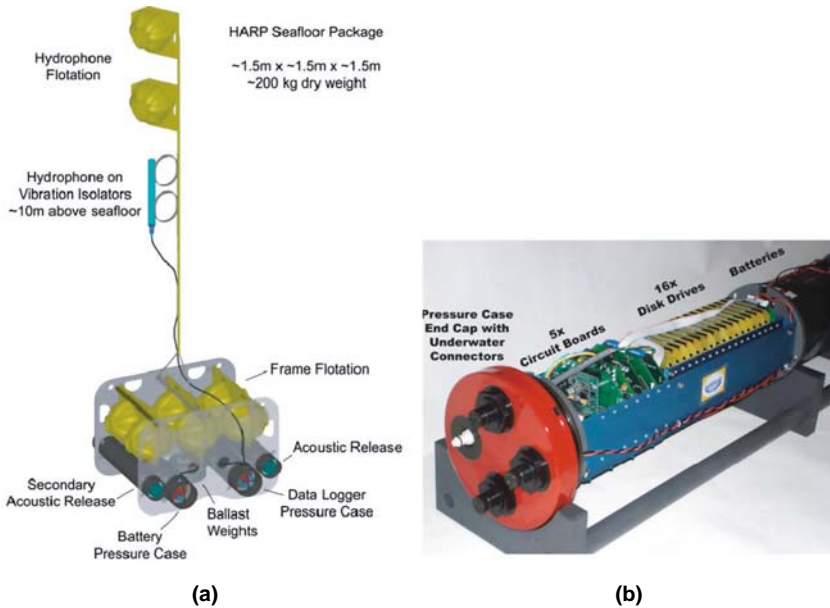 HARP Seafloor Package
~1.5m x ~1.5m x ~1.5m
~200 kg dry weight
Hydrophone
Flotation
Hydrophone on
Vibration Isolators
~10m above seafloor
Frame Flotation
Acoustic Release
Secondary
Acoustic Release
Data Logger
Pressure Case
Ballast
Weights
Battery
Pressure Case
(a)
Pressure Case
End Cap with
Underwater
Connectors
5x
Circuit Boards
16x
Disk Drives
Batteries
(b)